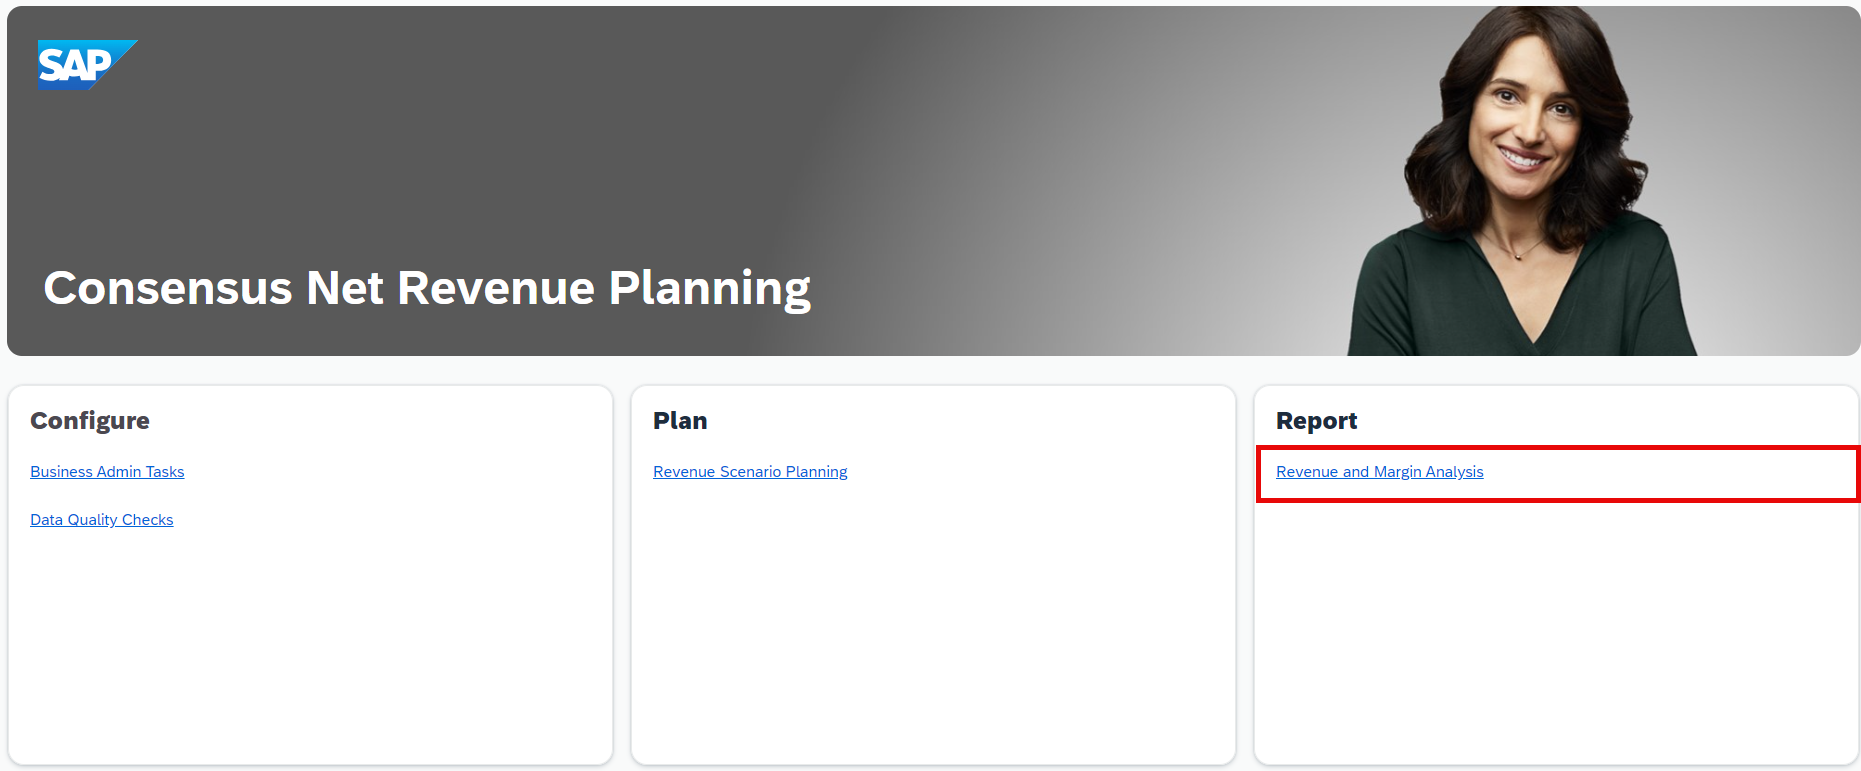 SAP
Consensus Net Revenue Planning
Configure
Business Admin Tasks
Data Quality Checks
Plan
Revenue Scenario Planning
Report
Revenue and Margin Analysis